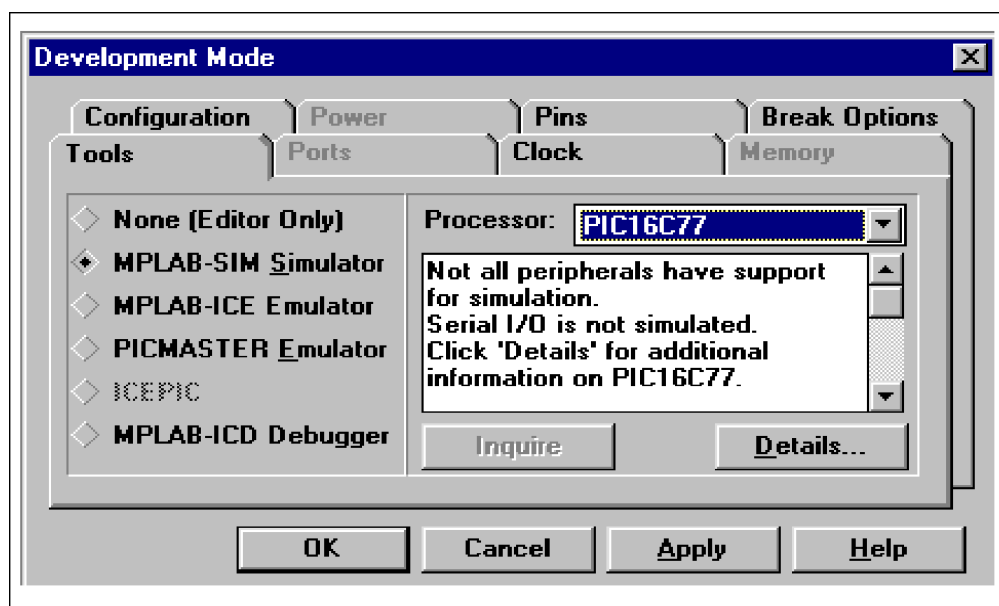 Development Mode
Configuration
Power
Pins
Break Options
Tools
Ports
Clock
Memory
None (Editor Only)
MPLAB-SIM Simulator
MPLAB-ICE Emulator
PICMASTER Emulator
ICEPIC
MPLAB-ICD Debugger
Processor: PIC16C77
Not all peripherals have support
for simulation.
Serial I/O is not simulated.
Click 'Details' for additional
information on PIC16C77.
Inquire
Details...
OK
Cancel
Apply
Help